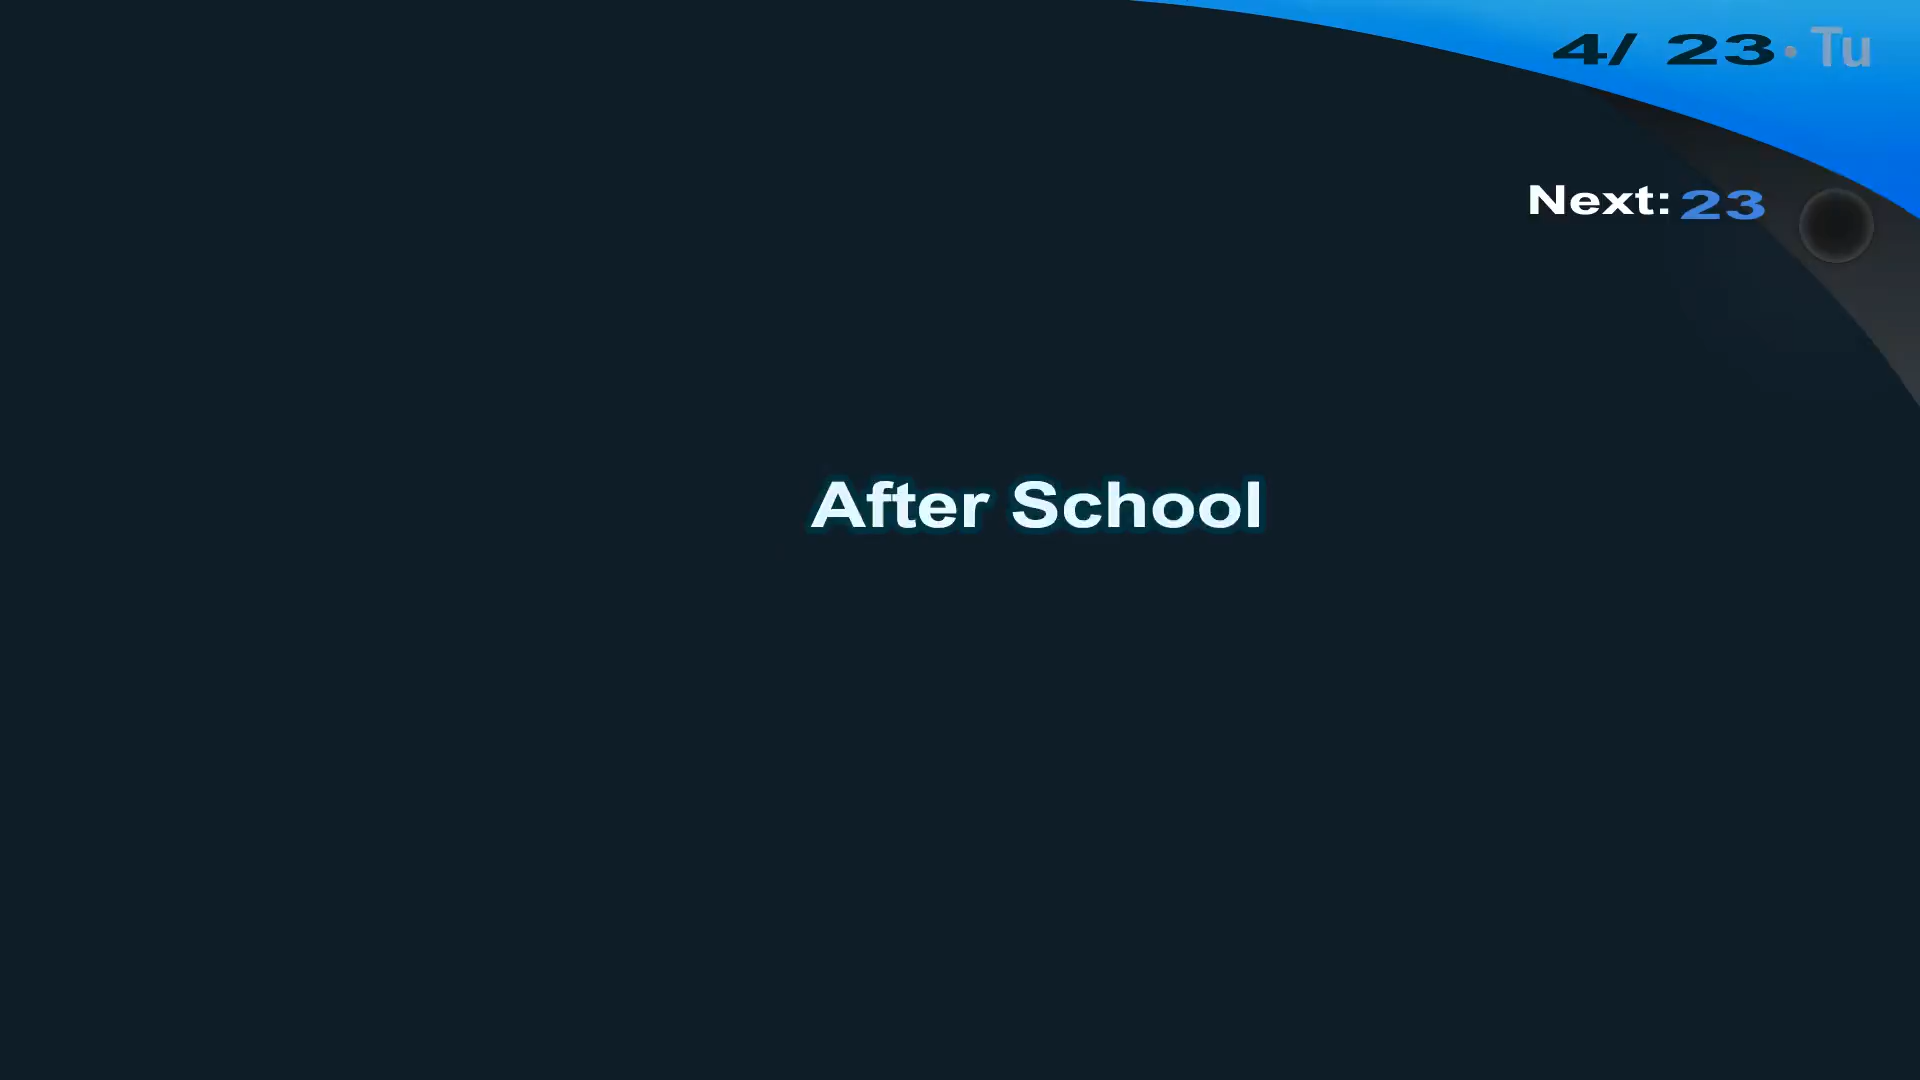 4/ 23 • Tu
Next: 23
After School